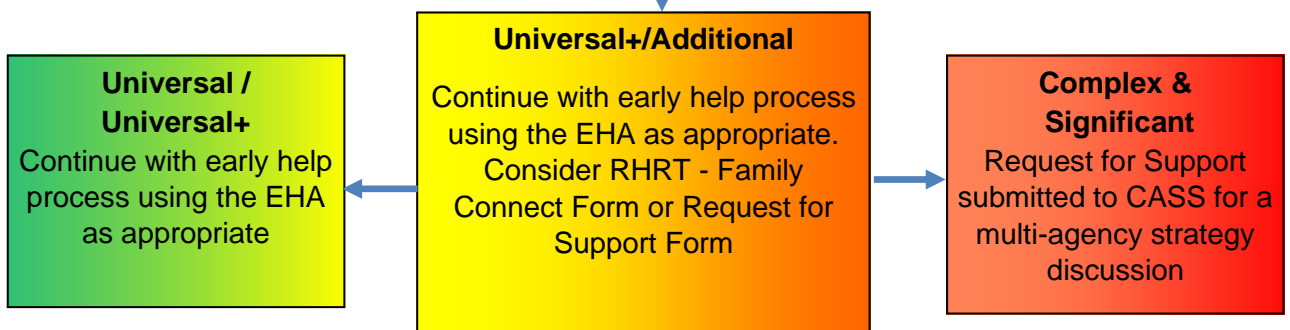 Universal /
Universal+
Continue with early help
process using the EHA
as appropriate
Universal+/Additional
Continue with early help process
using the EHA as appropriate.
Consider RHRT - Family
Connect Form or Request for
Support Form
Complex &
Significant
Request for Support
submitted to CASS for a
multi-agency strategy
discussion